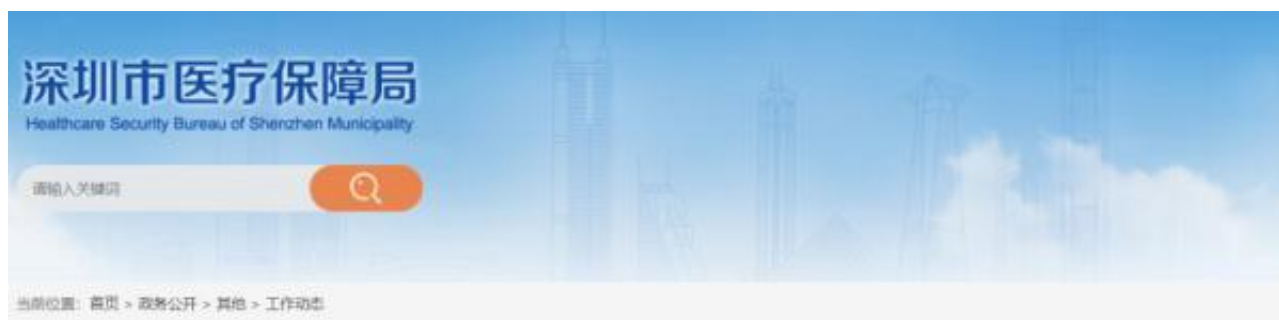 深圳市医疗保障局
Healthcare Security Bureau of Shenzhen Municipality
请输入关键词
当前位置：首页 > 政务公开 > 其他 > 工作动态